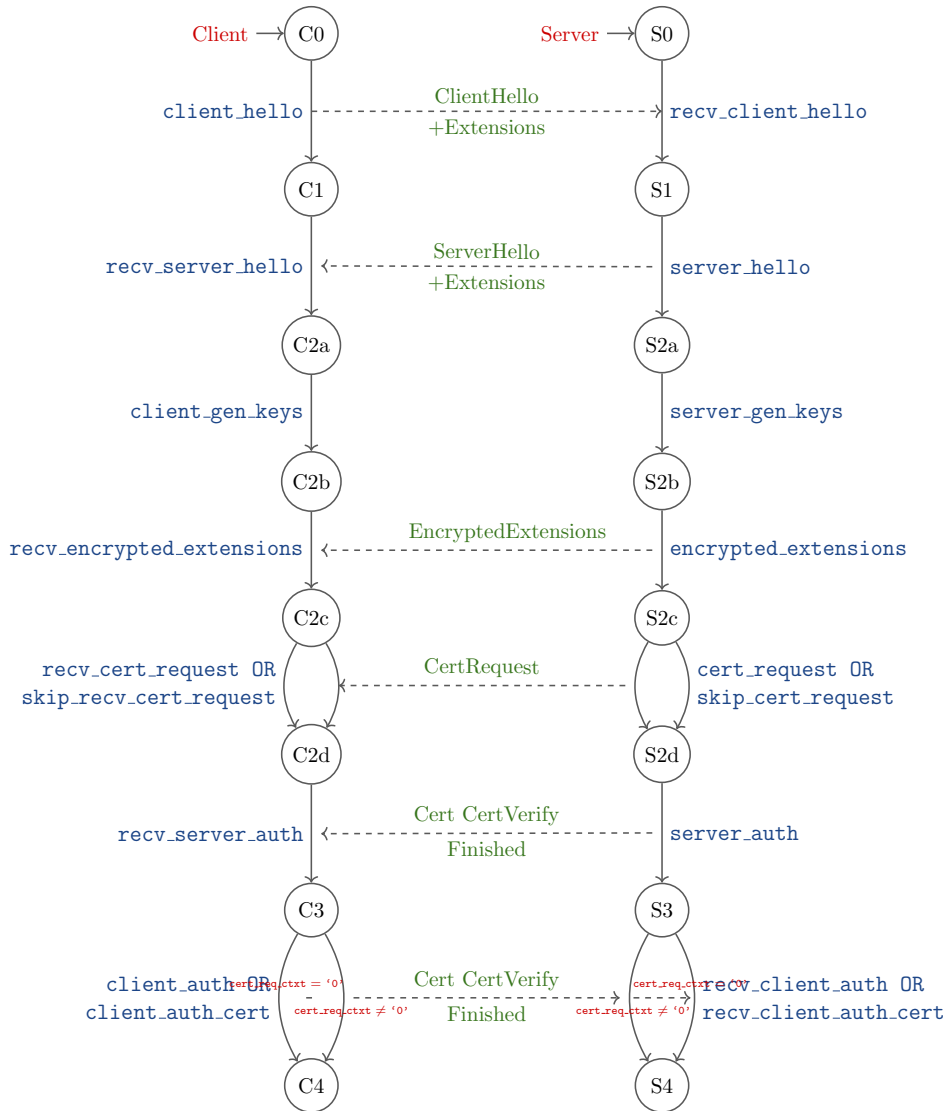 Client
C0
Server
S0
client_hello
ClientHello
+Extensions
recv_client_hello
C1
S1
recv_server_hello
ServerHello
+Extensions
server_hello
C2a
S2a
client_gen_keys
server_gen_keys
C2b
S2b
recv_encrypted_extensions
EncryptedExtensions
encrypted_extensions
C2c
S2c
recv_cert_request OR
skip_recv_cert_request
CertRequest
cert_request OR
skip_cert_request
C2d
S2d
recv_server_auth
Cert CertVerify
Finished
server_auth
C3
S3
client_auth OR
client_auth_cert
cert_req_ctxt = ‘0’
cert_req_ctxt ≠ ‘0’
Cert CertVerify
Finished
cert_req_ctxt = ‘0’
cert_req_ctxt ≠ ‘0’
recv_client_auth OR
recv_client_auth_cert
C4
S4